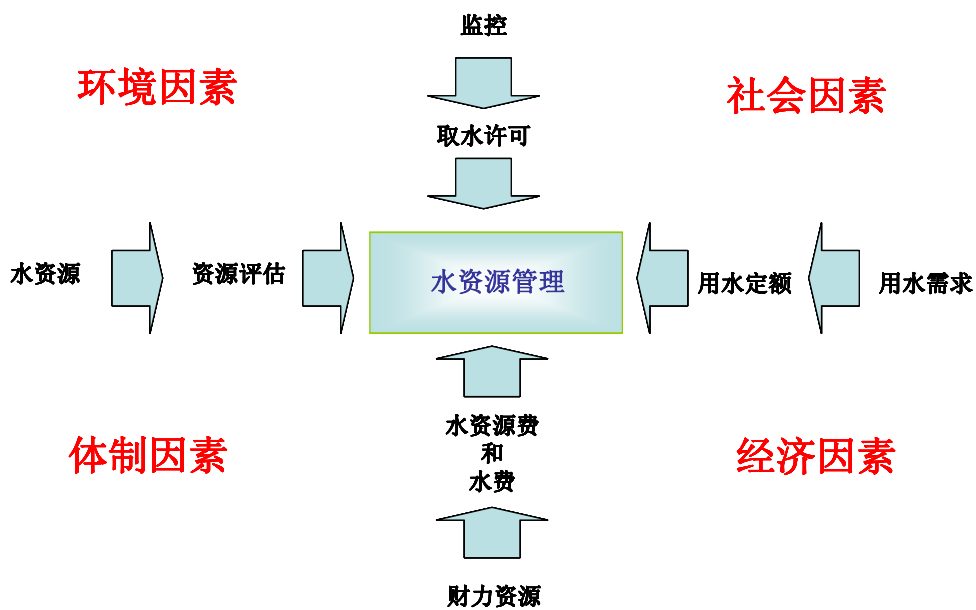 监控
环境因素
社会因素
取水许可
水资源
资源评估
水资源管理
用水定额
用水需求
水资源费
和
水费
体制因素
经济因素
财力资源